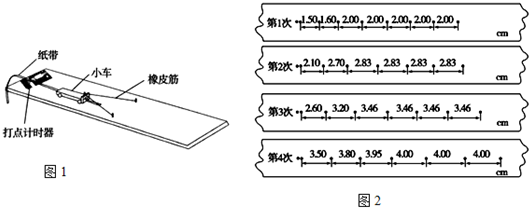 纸带
小车
橡皮筋
打点计时器
图1
第1次 1.50 1.60 2.00 2.00 2.00 2.00 2.00
cm
第2次 2.10 2.70 2.83 2.83 2.83 2.83
cm
第3次 2.60 3.20 3.46 3.46 3.46 3.46
cm
第4次 3.50 3.80 3.95 4.00 4.00 4.00
cm
图2